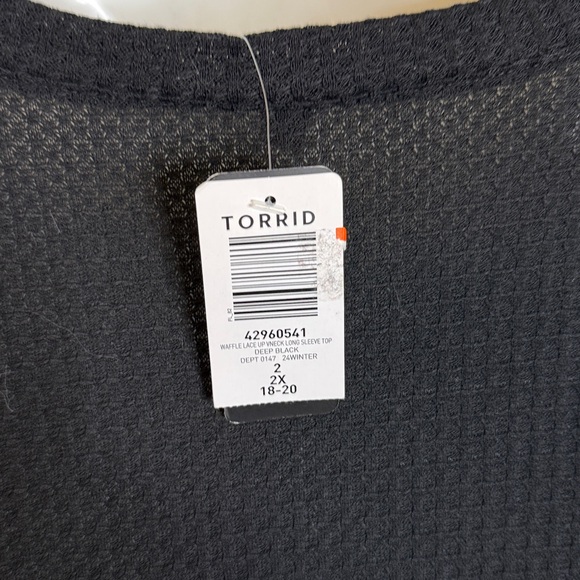 TORRID
42960541
WAFFLE LACE UP VNECK LONG SLEEVE TOP
DEEP BLACK
DEPT 0147 24WINTER
2
2X
18-20